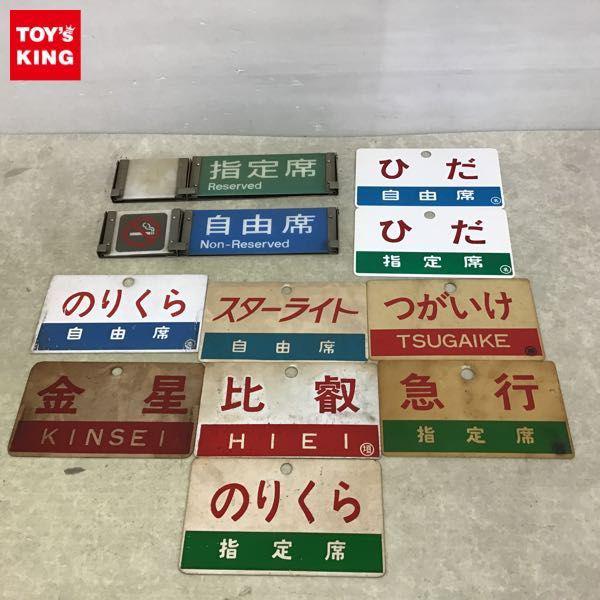 TOY'S
KING
指定席
Reserved
自由席
Non-Reserved
ひだ
自由席
名
ひだ
指定席
名
のりくら
自由席
スターライト
自由席
つがいけ
TSUGAIKE
金星
KINSEI
比叡
HIEI
急行
指定席
のりくら
指定席